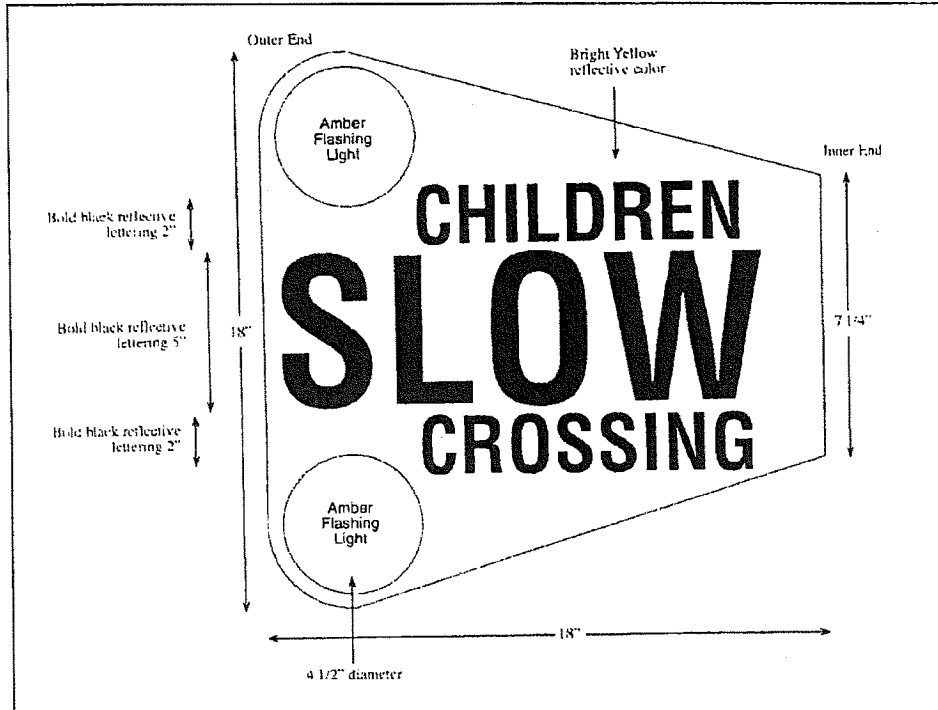 Outer End
Bright Yellow
reflective color
Amber
Flashing
Light
Inner End
CHILDREN
Bold black reflective
lettering 2"
SLOW
Bold black reflective
lettering 5"
18"
7 1/4"
CROSSING
Bold black reflective
lettering 2"
Amber
Flashing
Light
18"
4 1/2" diameter